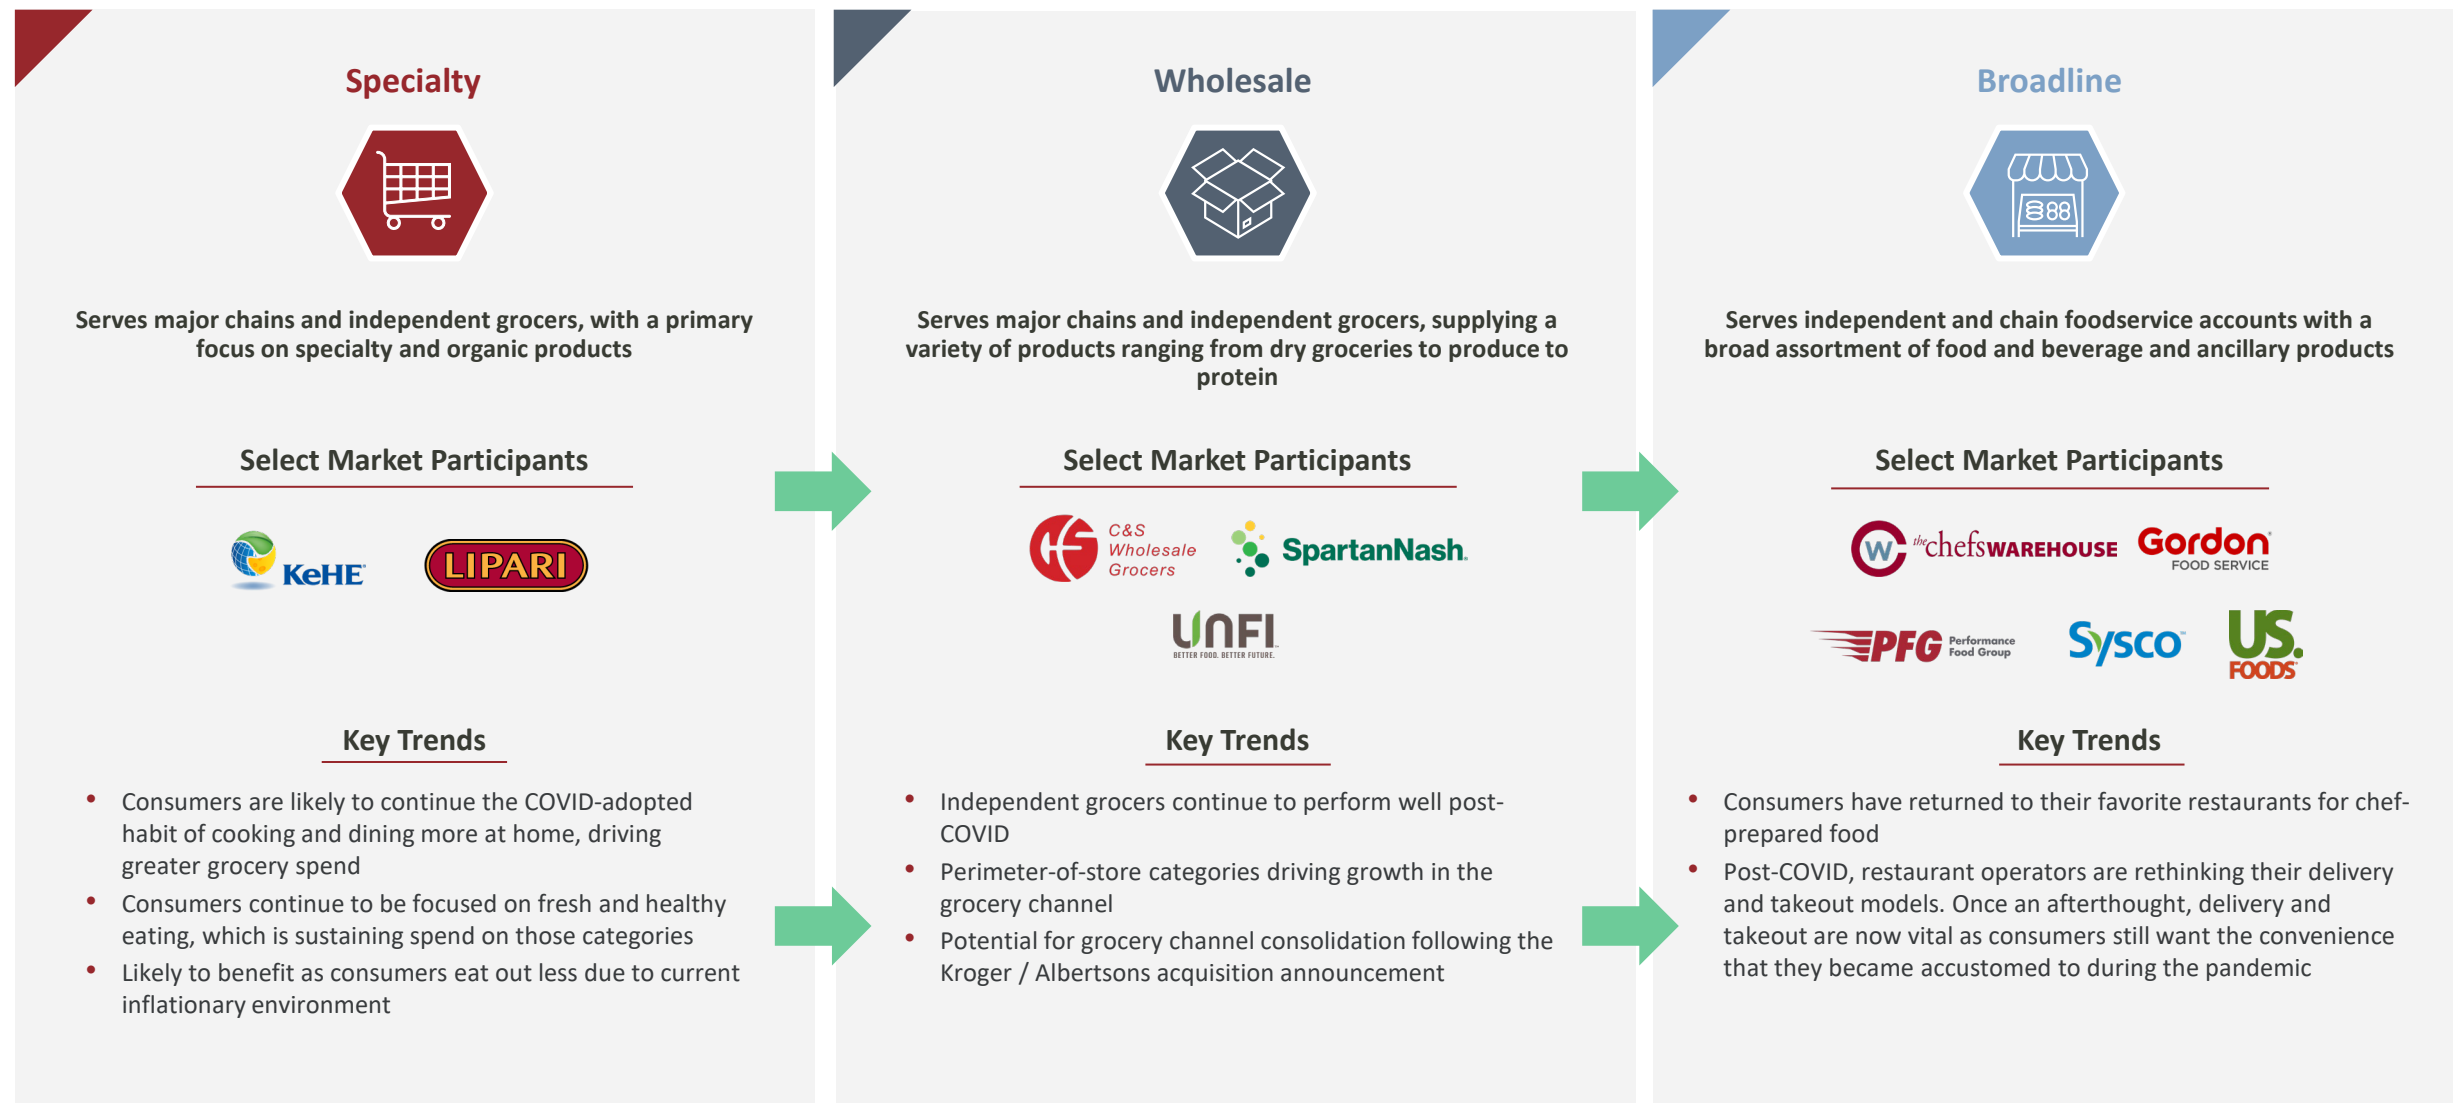 Specialty
Serves major chains and independent grocers, with a primary
focus on specialty and organic products
Select Market Participants
KeHE
LIPARI
Key Trends
• Consumers are likely to continue the COVID-adopted
habit of cooking and dining more at home, driving
greater grocery spend
• Consumers continue to be focused on fresh and healthy
eating, which is sustaining spend on those categories
• Likely to benefit as consumers eat out less due to current
inflationary environment
Wholesale
Serves major chains and independent grocers, supplying a
variety of products ranging from dry groceries to produce to
protein
Select Market Participants
C&S
Wholesale
Grocers
SpartanNash.
UNFI
BETTER FOOD. BETTER FUTURE.
Key Trends
• Independent grocers continue to perform well post-
COVID
• Perimeter-of-store categories driving growth in the
grocery channel
• Potential for grocery channel consolidation following the
Kroger / Albertsons acquisition announcement
Broadline
Serves independent and chain foodservice accounts with a
broad assortment of food and beverage and ancillary products
Select Market Participants
the chefs WAREHOUSE
Gordon
FOOD SERVICE
PFG Performance
Food Group
Sysco
US.
FOODS
Key Trends
• Consumers have returned to their favorite restaurants for chef-
prepared food
• Post-COVID, restaurant operators are rethinking their delivery
and takeout models. Once an afterthought, delivery and
takeout are now vital as consumers still want the convenience
that they became accustomed to during the pandemic